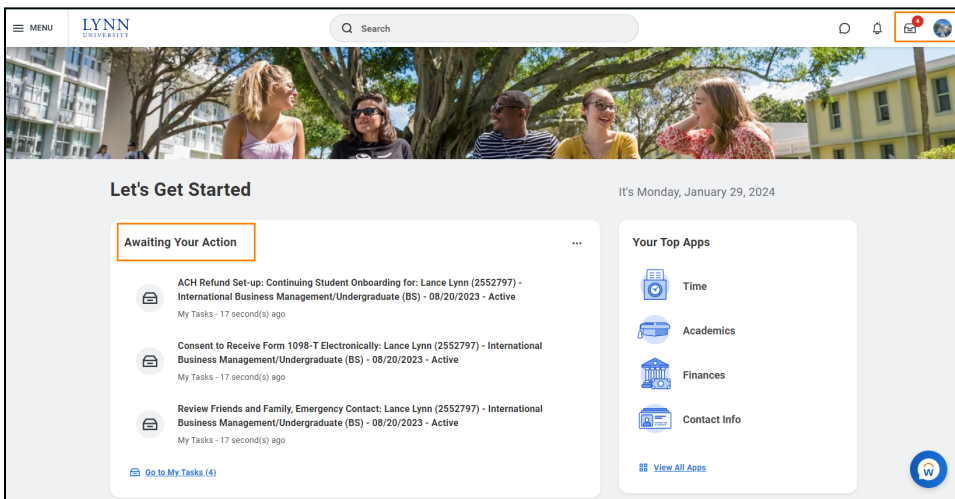 MENU
LYNN
UNIVERSITY
Search
4
Let's Get Started
It's Monday, January 29, 2024
Awaiting Your Action
...
ACH Refund Set-up: Continuing Student Onboarding for: Lance Lynn (2552797) -
International Business Management/Undergraduate (BS) - 08/20/2023 - Active
My Tasks - 17 second(s) ago
Consent to Receive Form 1098-T Electronically: Lance Lynn (2552797) - International
Business Management/Undergraduate (BS) - 08/20/2023 - Active
My Tasks - 17 second(s) ago
Review Friends and Family, Emergency Contact: Lance Lynn (2552797) - International
Business Management/Undergraduate (BS) - 08/20/2023 - Active
My Tasks - 17 second(s) ago
Go to My Tasks (4)
Your Top Apps
Time
Academics
Finances
Contact Info
View All Apps
w